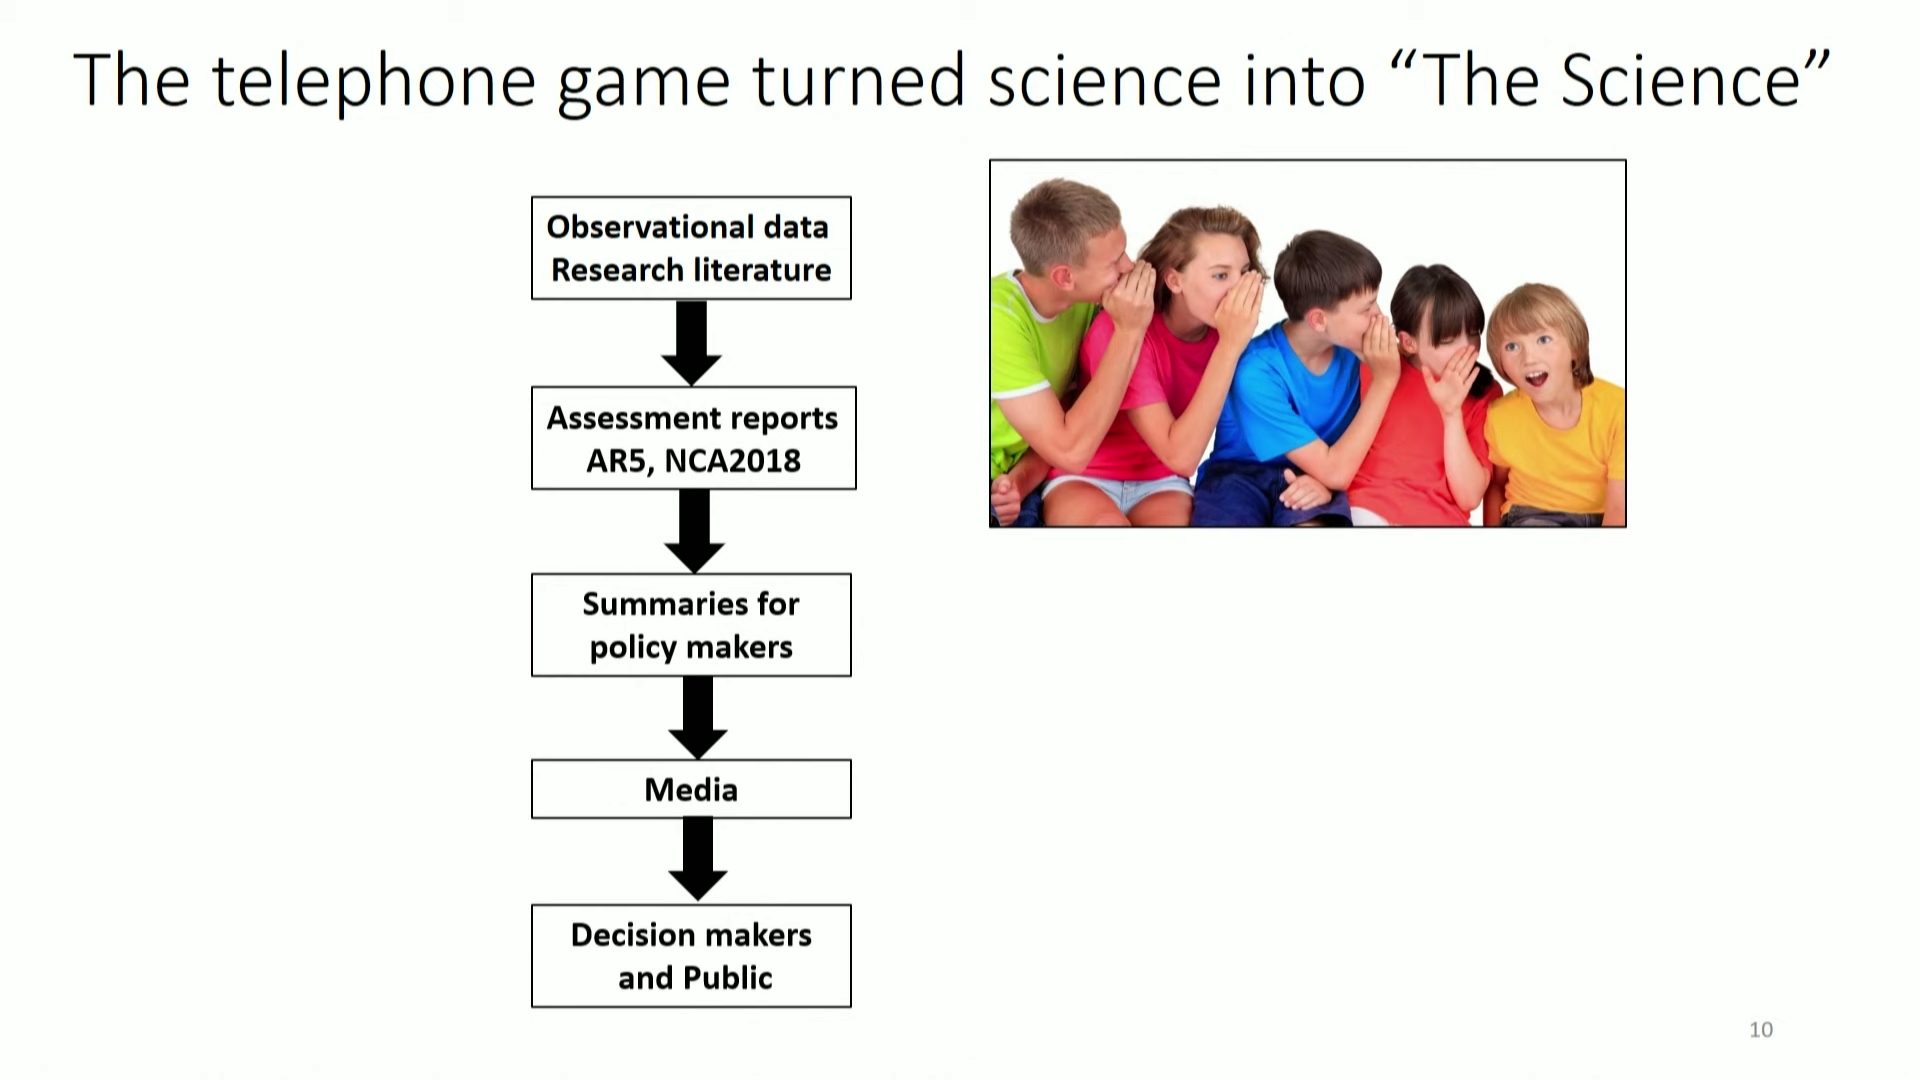 The telephone game turned science into “The Science”
Observational data
Research literature
Assessment reports
AR5, NCA2018
Summaries for
policy makers
Media
Decision makers
and Public
10